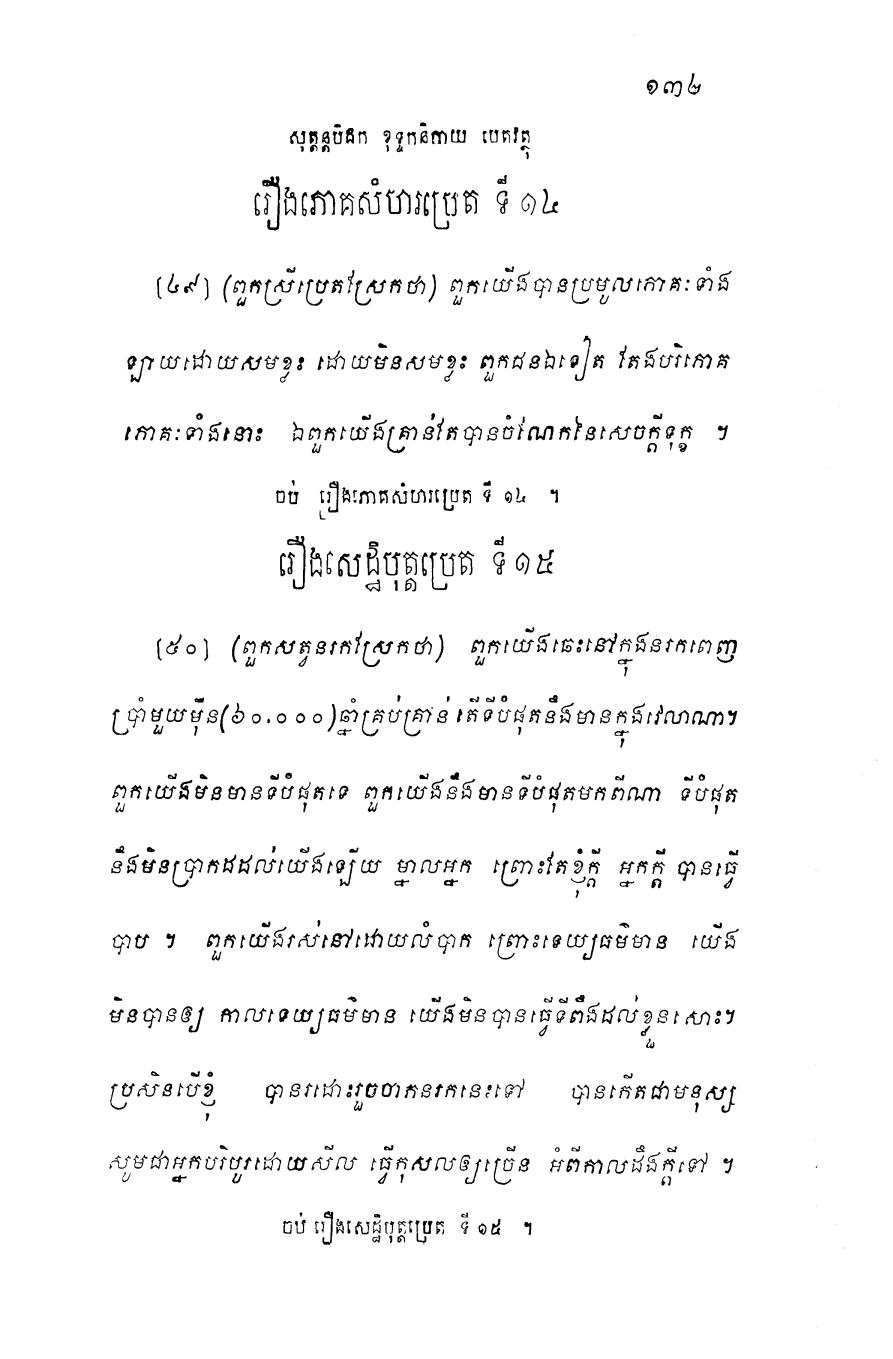 ១៣២
សុត្តន្តបិដក ខុទ្ទកនិកាយ បេតវត្ថុ
រឿងភោគសំហរប្រេត ទី ១៤
[៤៩] (ពួកស្រីប្រេតស្រែកថា) ពួកយើងបានប្រមូលភោគៈទាំង
ឡាយដោយសមខ្លះ ដោយមិនសមខ្លះ ពួកជនឯទៀត តែងបរិភោគ
ភោគៈទាំងនោះ ឯពួកយើងគ្រាន់តែបានចំណែកនៃសេចក្តីទុក្ខ ។
ចប់ រឿងភោគសំហរប្រេត ទី ១៤ ។
រឿងសេដ្ឋិបុត្តប្រេត ទី ១៥
[៥០] (ពួកសត្វនរកស្រែកថា) ពួកយើងឆេះនៅក្នុងនរកពេញ
ប្រាំមួយម៉ឺន(៦០.០០០)ឆ្នាំគ្រប់គ្រាន់ តើទីបំផុតនឹងមានក្នុងវេលាណា។
ពួកយើងមិនមានទីបំផុតទេ ពួកយើងនឹងមានទីបំផុតមកពីណា ទីបំផុត
នឹងមិនប្រាកដដល់យើងឡើយ ម្នាលអ្នក ព្រោះតែខ្ញុំក្តី អ្នកក្តី បានធ្វើ
បាប ។ ពួកយើងរស់នៅដោយលំបាក ព្រោះទេយ្យធម៌មាន យើង
មិនបានឲ្យ កាលទេយ្យធម៌មាន យើងមិនបានធ្វើទីពឹងដល់ខ្លួនសោះ។
ប្រសិនបើខ្ញុំ បានរដោះរួចចាកនរកនេះទៅ បានកើតជាមនុស្ស
សូមជាអ្នកបរិបូរដោយសីល ធ្វើកុសលឲ្យច្រើន អំពីកាលដឹងក្តីទៅ ។
ចប់ រឿងសេដ្ឋិបុត្តប្រេត ទី ១៥ ។